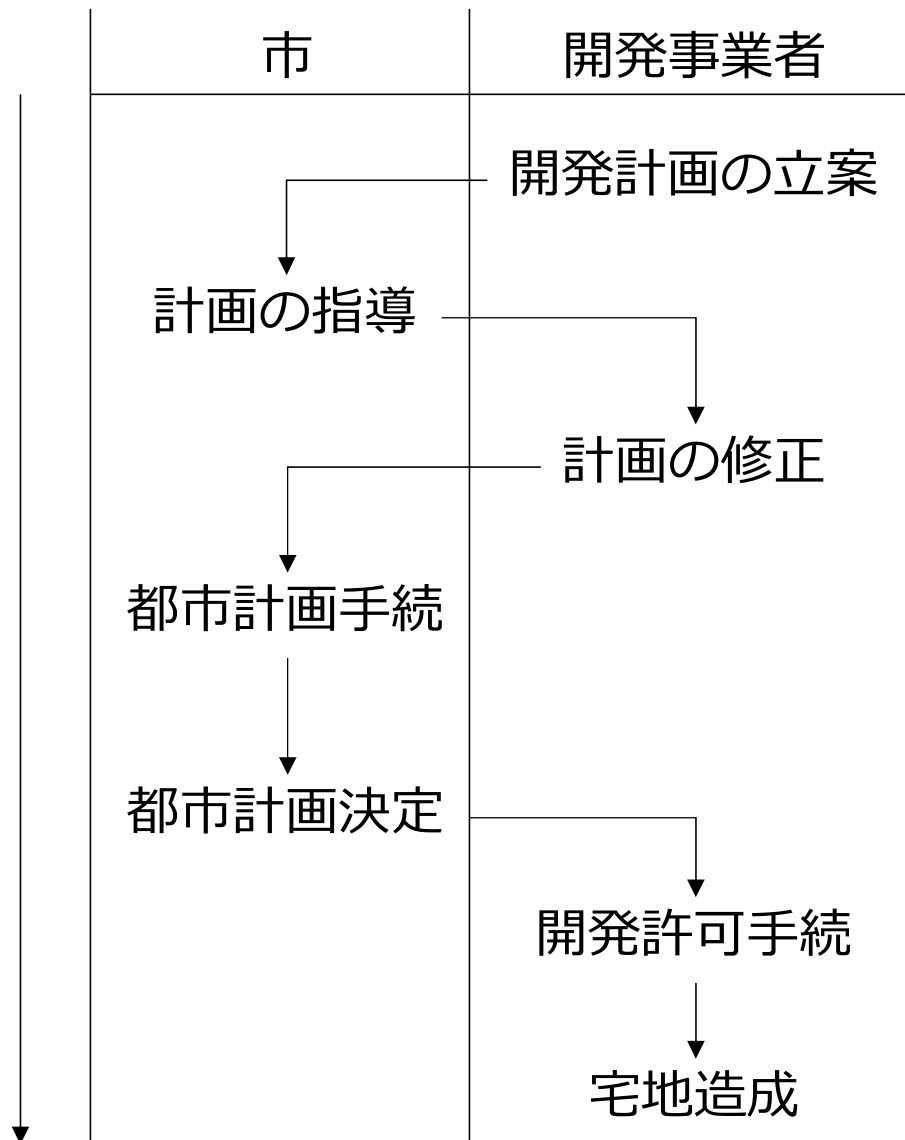 市
開発事業者
開発計画の立案
計画の指導
計画の修正
都市計画手続
都市計画決定
開発許可手続
宅地造成